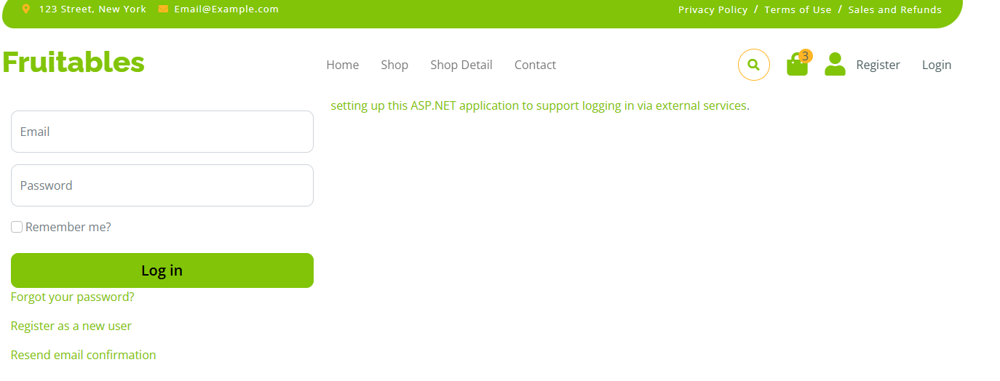 123 Street, New York Email@Example.com Privacy Policy / Terms of Use / Sales and Refunds
Fruitables Home Shop Shop Detail Contact 3 Register Login
setting up this ASP.NET application to support logging in via external services.
Email
Password
Remember me?
Log in
Forgot your password?
Register as a new user
Resend email confirmation